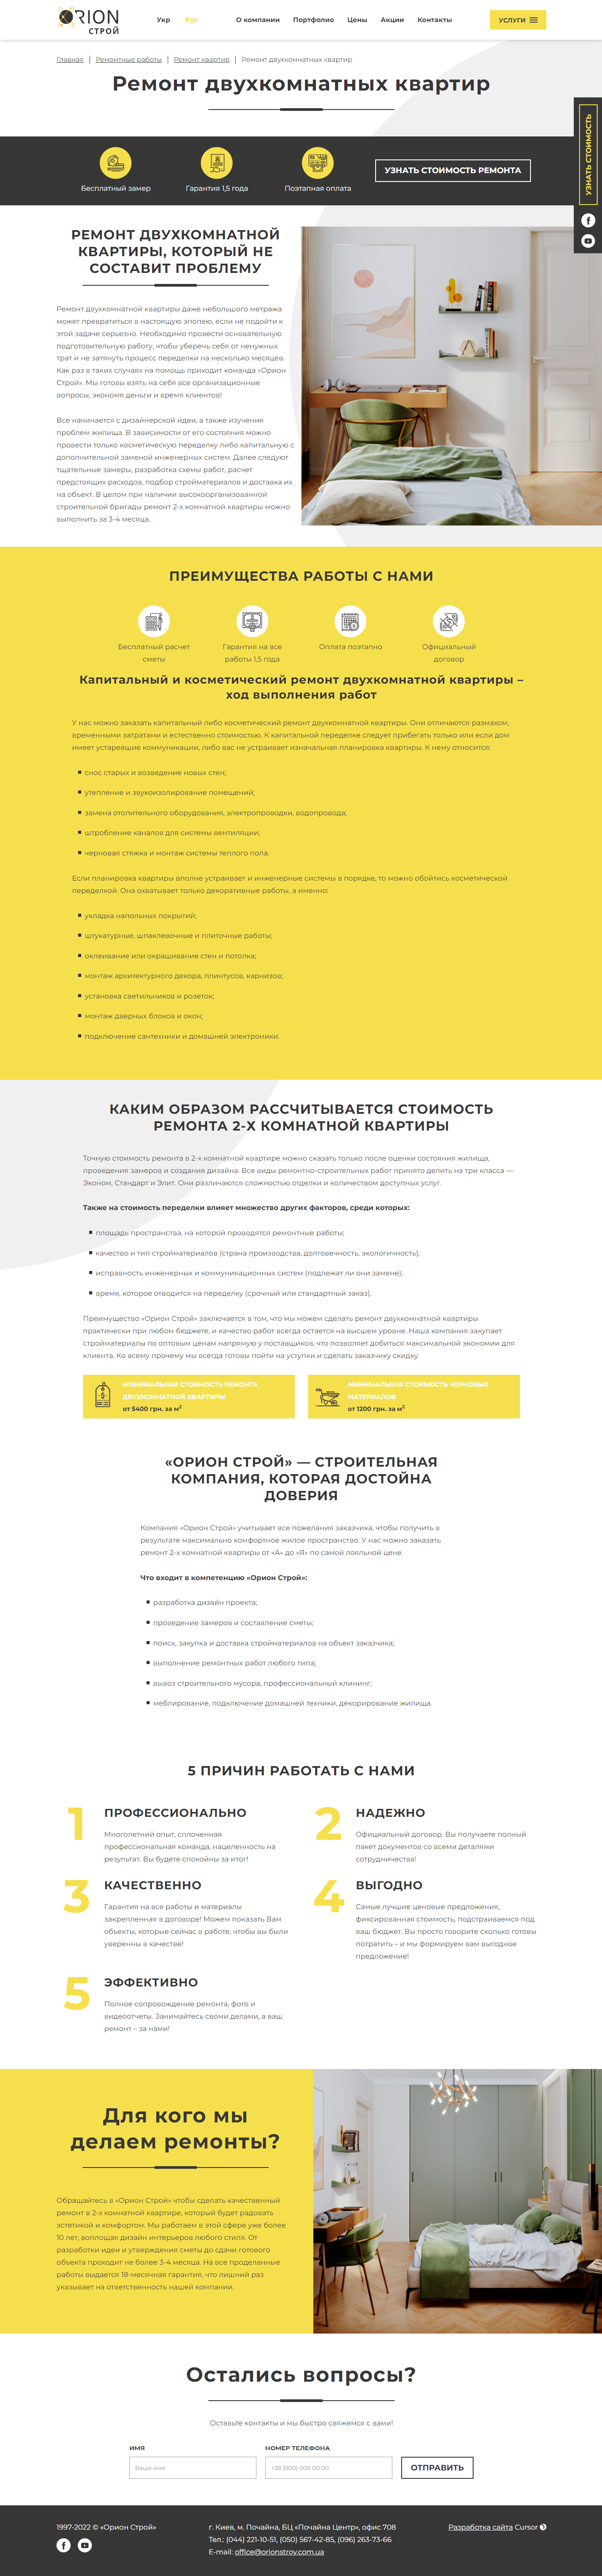 ORION
СТРОЙ
Укр Рус О компании Портфолио Цены Акции Контакты УСЛУГИ
Главная | Ремонтные работы | Ремонт квартир | Ремонт двухкомнатных квартир
Ремонт двухкомнатных квартир
УЗНАТЬ СТОИМОСТЬ
Бесплатный замер
Гарантия 1,5 года
Поэтапная оплата
УЗНАТЬ СТОИМОСТЬ РЕМОНТА
РЕМОНТ ДВУХКОМНАТНОЙ
КВАРТИРЫ, КОТОРЫЙ НЕ
СОСТАВИТ ПРОБЛЕМУ
Ремонт двухкомнатной квартиры даже небольшого метража
может превратиться в настоящую эпопею, если не подойти к
этой задаче серьезно. Необходимо провести основательную
подготовительную работу, чтобы уберечь себя от ненужных
трат и не затянуть процесс переделки на несколько месяцев.
Как раз в таких случаях на помощь приходит команда «Орион
Строй». Мы готовы взять на себя все организационные
вопросы, экономя деньги и время клиентов!
Все начинается с дизайнерской идеи, а также изучения
проблем жилища. В зависимости от его состояния можно
провести только косметическую переделку либо капитальную с
дополнительной заменой инженерных систем. Далее следуют
тщательные замеры, разработка схемы работ, расчет
предстоящих расходов, подбор стройматериалов и доставка их
на объект. В целом при наличии высокоорганизованной
строительной бригады ремонт 2-х комнатной квартиры можно
выполнить за 3-4 месяца.
ПРЕИМУЩЕСТВА РАБОТЫ С НАМИ
Бесплатный расчет
сметы
Гарантия на все
работы 1,5 года
Оплата поэтапно
Официальный
договор
Капитальный и косметический ремонт двухкомнатной квартиры –
ход выполнения работ
У нас можно заказать капитальный либо косметический ремонт двухкомнатной квартиры. Они отличаются размахом,
временными затратами и естественно стоимостью. К капитальной переделке следует прибегать только или если дом
имеет устаревшие коммуникации, либо вас не устраивает изначальная планировка квартиры. К нему относится:
снос старых и возведение новых стен;
утепление и звукоизолирование помещений;
замена отопительного оборудования, электропроводки, водопровода;
штробление каналов для системы вентиляции;
черновая стяжка и монтаж системы теплого пола.
Если планировка квартиры вполне устраивает и инженерные системы в порядке, то можно обойтись косметической
переделкой. Она охватывает только декоративные работы, а именно:
укладка напольных покрытий;
штукатурные, шпаклевочные и плиточные работы;
оклеивание или окрашивание стен и потолка;
монтаж архитектурного декора, плинтусов, карнизов;
установка светильников и розеток;
монтаж дверных блоков и окон;
подключение сантехники и домашней электроники.
КАКИМ ОБРАЗОМ РАССЧИТЫВАЕТСЯ СТОИМОСТЬ
РЕМОНТА 2-Х КОМНАТНОЙ КВАРТИРЫ
Точную стоимость ремонта в 2-х комнатной квартире можно сказать только после оценки состояния жилища,
проведения замеров и создания дизайна. Все виды ремонтно-строительных работ принято делить на три класса —
Эконом, Стандарт и Элит. Они различаются сложностью отделки и количеством доступных услуг.
Также на стоимость переделки влияет множество других факторов, среди которых:
площадь пространства, на которой проводятся ремонтные работы;
качество и тип стройматериалов (страна производства, долговечность, экологичность);
исправность инженерных и коммуникационных систем (подлежат ли они замене);
время, которое отводится на переделку (срочный или стандартный заказ).
Преимущество «Орион Строй» заключается в том, что мы можем сделать ремонт двухкомнатной квартиры
практически при любом бюджете, и качество работ всегда остается на высшем уровне. Наша компания закупает
стройматериалы по оптовым ценам напрямую у поставщиков, что позволяет добиться максимальной экономии для
клиента. Ко всему прочему мы всегда готовы пойти на уступки и сделать заказчику скидку.
МИНИМАЛЬНАЯ СТОИМОСТЬ РЕМОНТА
ДВУХКОМНАТНОЙ КВАРТИРЫ
от 5400 грн. за м²
МИНИМАЛЬНАЯ СТОИМОСТЬ ЧЕРНОВЫХ
МАТЕРИАЛОВ
от 1200 грн. за м²
«ОРИОН СТРОЙ» — СТРОИТЕЛЬНАЯ
КОМПАНИЯ, КОТОРАЯ ДОСТОЙНА
ДОВЕРИЯ
Компания «Орион Строй» учитывает все пожелания заказчика, чтобы получить в
результате максимально комфортное жилое пространство. У нас можно заказать
ремонт 2-х комнатной квартиры от «А» до «Я» по самой лояльной цене.
Что входит в компетенцию «Орион Строй»:
разработка дизайн проекта;
проведение замеров и составление сметы;
поиск, закупка и доставка стройматериалов на объект заказчика;
выполнение ремонтных работ любого типа;
вывоз строительного мусора, профессиональный клининг;
меблирование, подключение домашней техники, декорирование жилища.
5 ПРИЧИН РАБОТАТЬ С НАМИ
1 ПРОФЕССИОНАЛЬНО
Многолетний опыт, сплоченная
профессиональная команда, нацеленность на
результат. Вы будете спокойны за итог!
2 НАДЕЖНО
Официальный договор. Вы получаете полный
пакет документов со всеми деталями
сотрудничества!
3 КАЧЕСТВЕННО
Гарантия на все работы и материалы
закрепленная в договоре! Можем показать Вам
объекты, которые сейчас в работе, чтобы вы были
уверенны в качестве!
4 ВЫГОДНО
Самые лучшие ценовые предложения,
фиксированная стоимость, подстраиваемся под
ваш бюджет. Вы просто говорите сколько готовы
потратить – и мы формируем вам выгодное
предложение!
5 ЭФФЕКТИВНО
Полное сопровождение ремонта, фото и
видеоотчеты. Занимайтесь своми делами, а ваш
ремонт – за нами!
Для кого мы
делаем ремонты?
Обращайтесь в «Орион Строй» чтобы сделать качественный
ремонт в 2-х комнатной квартире, который будет радовать
эстетикой и комфортом. Мы работаем в этой сфере уже более
10 лет, воплощая дизайн интерьеров любого стиля. От
разработки идеи и утверждения сметы до сдачи готового
объекта проходит не более 3-4 месяца. На все проделанные
работы выдается 18-месячная гарантия, что лишний раз
указывает на ответственность нашей компании.
Остались вопросы?
Оставьте контакты и мы быстро свяжемся с вами!
ИМЯ
Ваше имя
НОМЕР ТЕЛЕФОНА
+38 (000) 000 00 00
ОТПРАВИТЬ
1997-2022 © «Орион Строй»
г. Киев, м. Почайна, БЦ «Почайна Центр», офис 708
Тел.: (044) 221-10-51, (050) 567-42-85, (096) 263-73-66
E-mail: office@orionstroy.com.ua
Разработка сайта Cursor